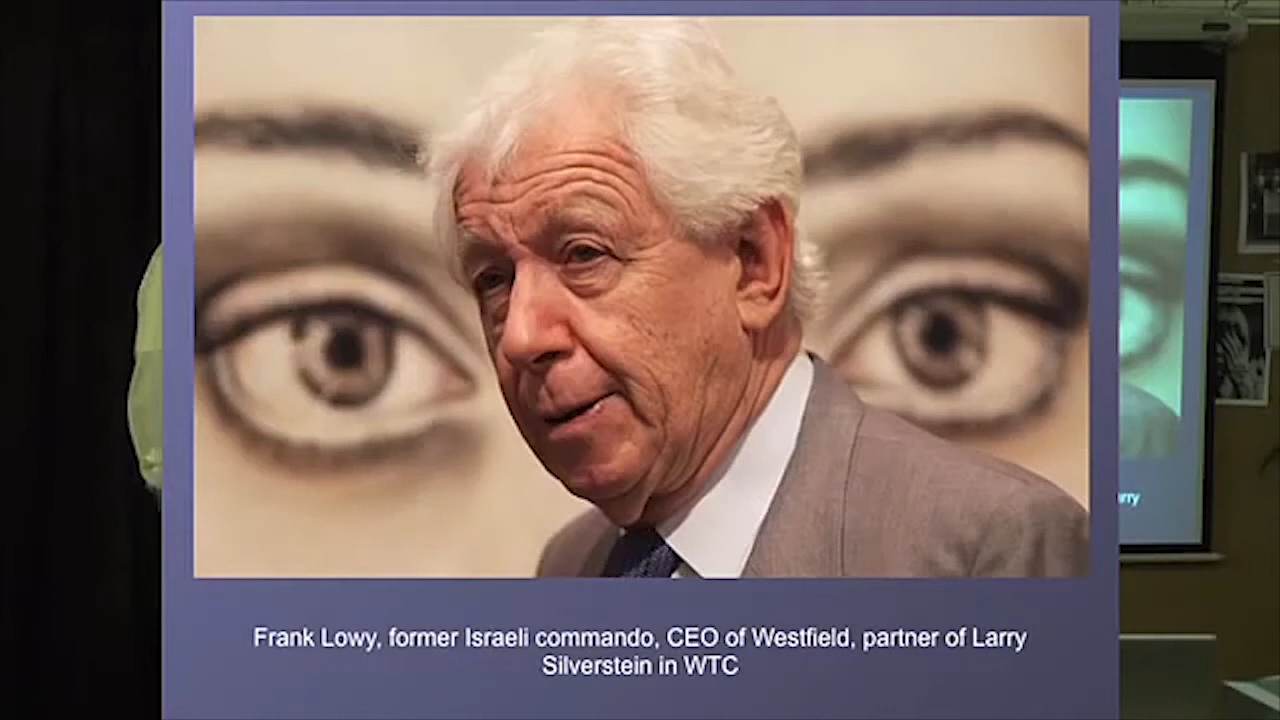 Frank Lowy, former Israeli commando, CEO of Westfield, partner of Larry
Silverstein in WTC